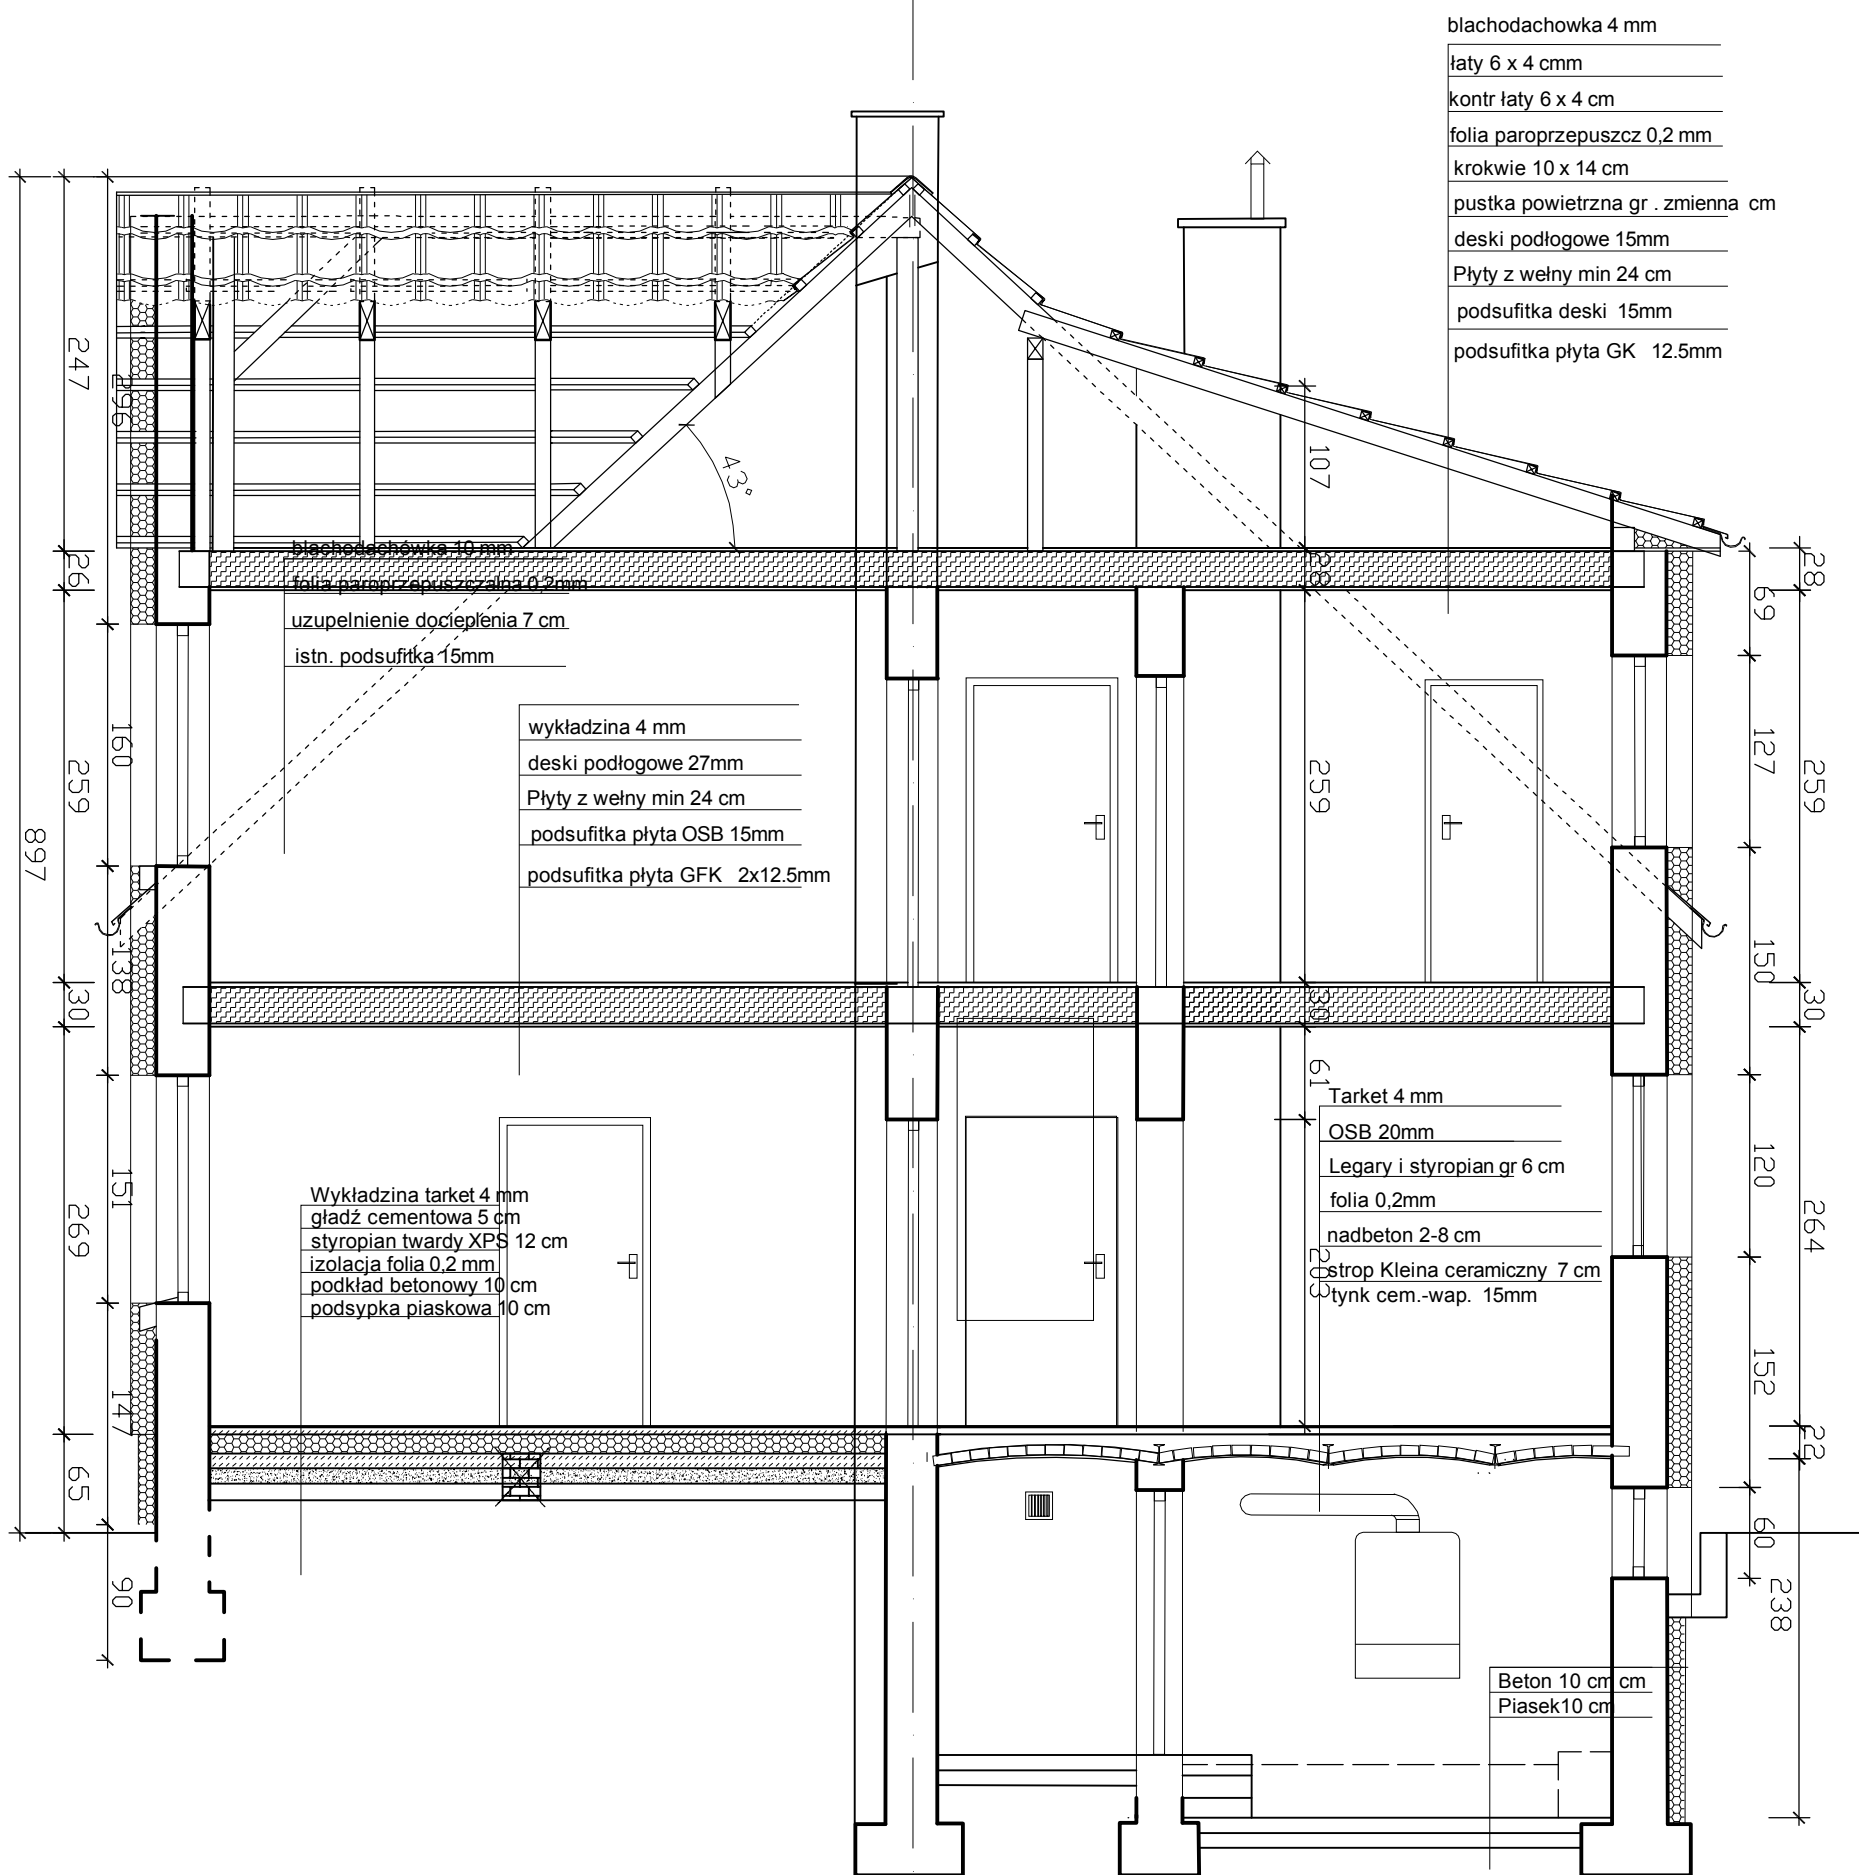 blachodachowka 4 mm
łaty 6 x 4 cmm
kontr łaty 6 x 4 cm
folia paroprzepuszcz 0,2 mm
krokwie 10 x 14 cm
pustka powietrzna gr . zmienna cm
deski podłogowe 15mm
Płyty z wełny min 24 cm
podsufitka deski 15mm
podsufitka płyta GK 12.5mm
blachodachówka 10 mm
folia paroprzepuszczalna 0,2mm
uzupelnienie docieplenia 7 cm
istn. podsufitka 15mm
wykładzina 4 mm
deski podłogowe 27mm
Płyty z wełny min 24 cm
podsufitka płyta OSB 15mm
podsufitka płyta GFK 2x12.5mm
Wykładzina tarket 4 mm
gładź cementowa 5 cm
styropian twardy XPS 12 cm
izolacja folia 0,2 mm
podkład betonowy 10 cm
podsypka piaskowa 10 cm
Tarket 4 mm
OSB 20mm
Legary i styropian gr 6 cm
folia 0,2mm
nadbeton 2-8 cm
strop Kleina ceramiczny 7 cm
tynk cem.-wap. 15mm
Beton 10 cm cm
Piasek10 cm
897
247
26
259
30
269
65
296
160
138
151
147
90
43°
107
28
259
30
61
203
69
127
150
120
152
60
28
259
30
264
22
238